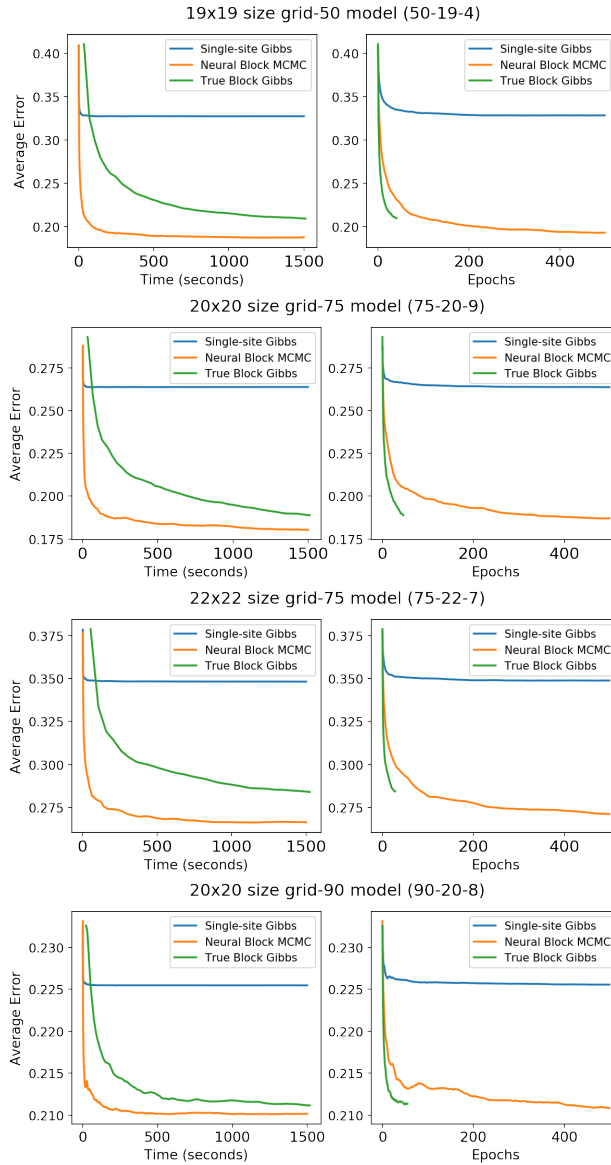 19x19 size grid-50 model (50-19-4)
Average Error
0.40
0.35
0.30
0.25
0.20
Single-site Gibbs
Neural Block MCMC
True Block Gibbs
0 500 1000 1500
Time (seconds)
Average Error
0.40
0.35
0.30
0.25
0.20
Single-site Gibbs
Neural Block MCMC
True Block Gibbs
0 200 400
Epochs
20x20 size grid-75 model (75-20-9)
Average Error
0.275
0.250
0.225
0.200
0.175
Single-site Gibbs
Neural Block MCMC
True Block Gibbs
0 500 1000 1500
Time (seconds)
0.275
0.250
0.225
0.200
0.175
Single-site Gibbs
Neural Block MCMC
True Block Gibbs
0 200 400
Epochs
22x22 size grid-75 model (75-22-7)
Average Error
0.375
0.350
0.325
0.300
0.275
Single-site Gibbs
Neural Block MCMC
True Block Gibbs
0 500 1000 1500
Time (seconds)
0.375
0.350
0.325
0.300
0.275
Single-site Gibbs
Neural Block MCMC
True Block Gibbs
0 200 400
Epochs
20x20 size grid-90 model (90-20-8)
Average Error
0.230
0.225
0.220
0.215
0.210
Single-site Gibbs
Neural Block MCMC
True Block Gibbs
0 500 1000 1500
Time (seconds)
0.230
0.225
0.220
0.215
0.210
Single-site Gibbs
Neural Block MCMC
True Block Gibbs
0 200 400
Epochs